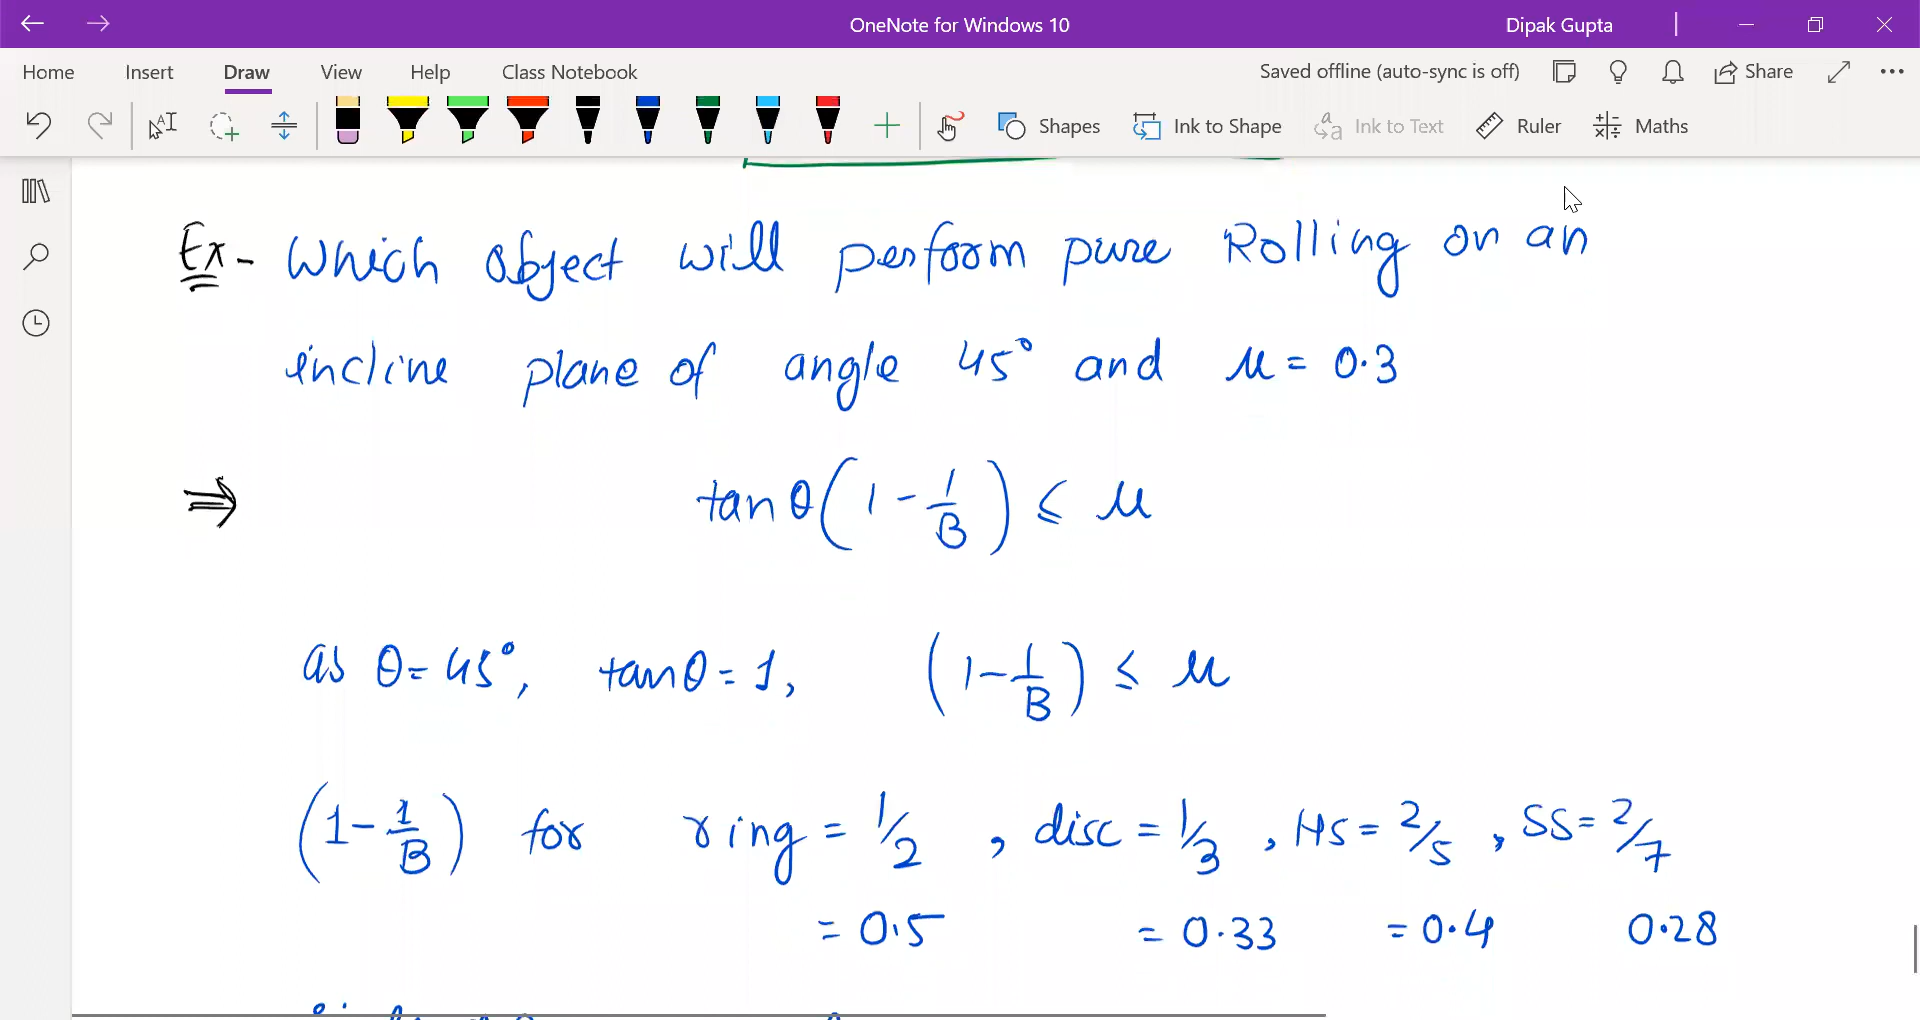 OneNote for Windows 10
Dipak Gupta
Home Insert Draw View Help Class Notebook
Saved offline (auto-sync is off) Share
Shapes Ink to Shape Ink to Text Ruler Maths
Ex- Which object will perform pure Rolling on an
incline plane of angle 45° and μ = 0.3
⇒ tanθ(1 - 1/B) ≤ μ
as θ = 45°, tanθ = 1, (1 - 1/B) ≤ μ
(1 - 1/B) for ring = 1/2 , disc = 1/3 , HS = 2/5 , SS = 2/7
= 0.5 = 0.33 = 0.4 0.28